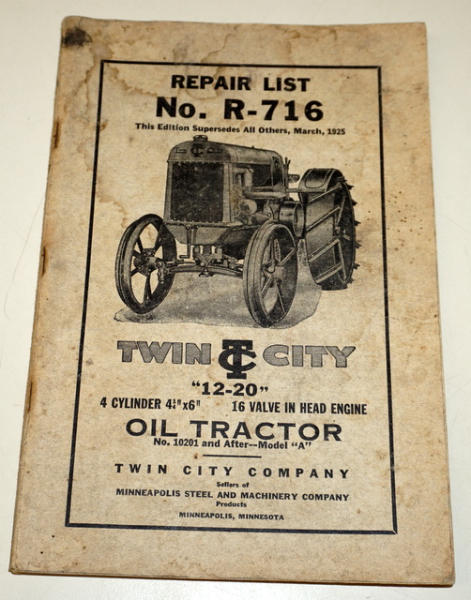 REPAIR LIST
No. R-716
This Edition Supersedes All Others, March, 1925
TC
TWIN TC CITY
"12-20"
4 CYLINDER 4¼"x6" 16 VALVE IN HEAD ENGINE
OIL TRACTOR
No. 10201 and After--Model "A"
TWIN CITY COMPANY
Sellers of
MINNEAPOLIS STEEL AND MACHINERY COMPANY
Products
MINNEAPOLIS, MINNESOTA